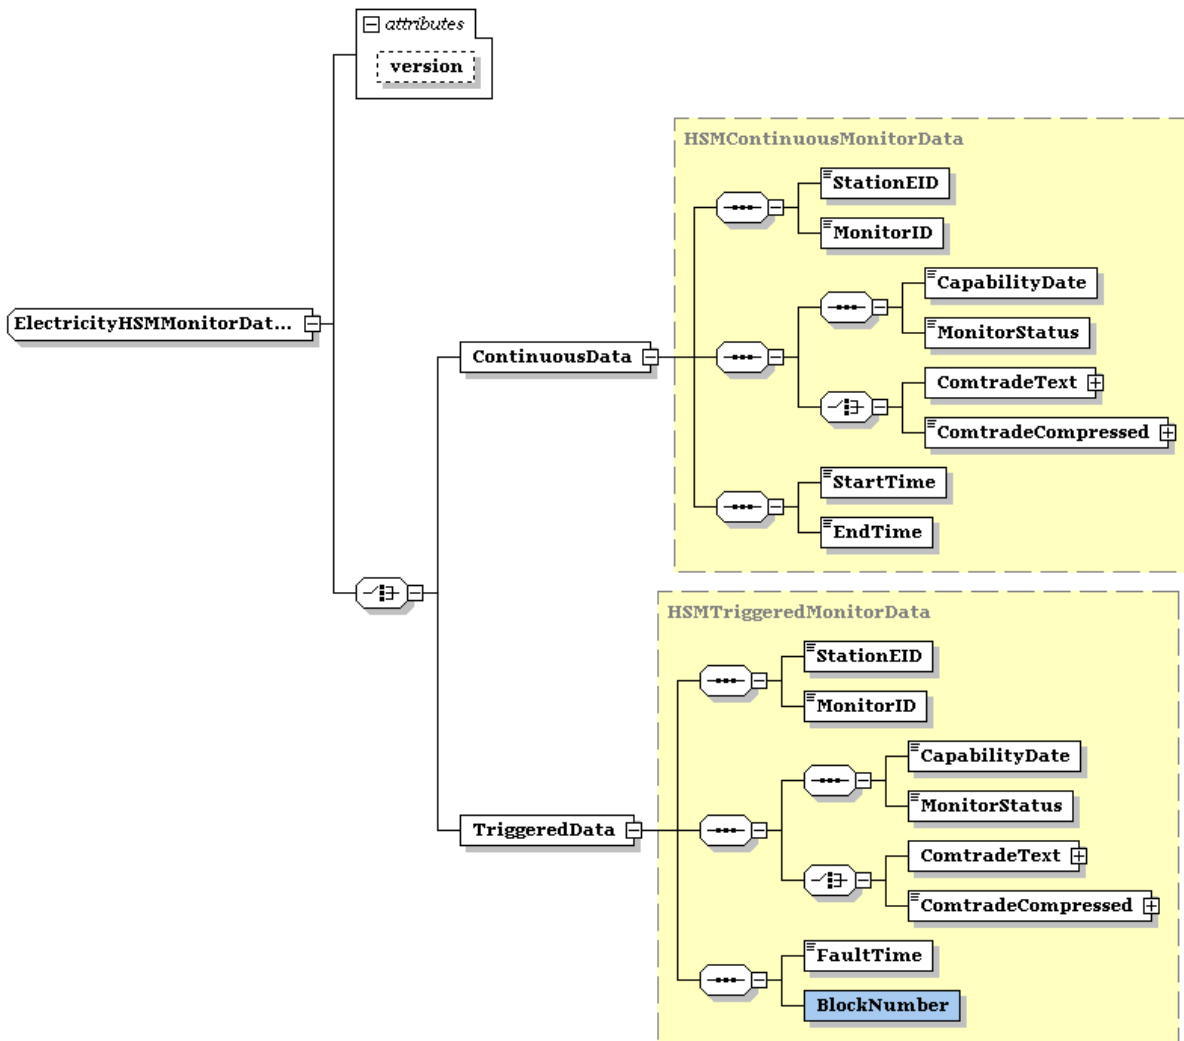 attributes
version
HSMContinuousMonitorData
StationEID
MonitorID
CapabilityDate
ElectricityHSMMonitorDat...
MonitorStatus
ContinuousData
ComtradeText
ComtradeCompressed
StartTime
EndTime
HSMTriggeredMonitorData
StationEID
MonitorID
CapabilityDate
MonitorStatus
TriggeredData
ComtradeText
ComtradeCompressed
FaultTime
BlockNumber